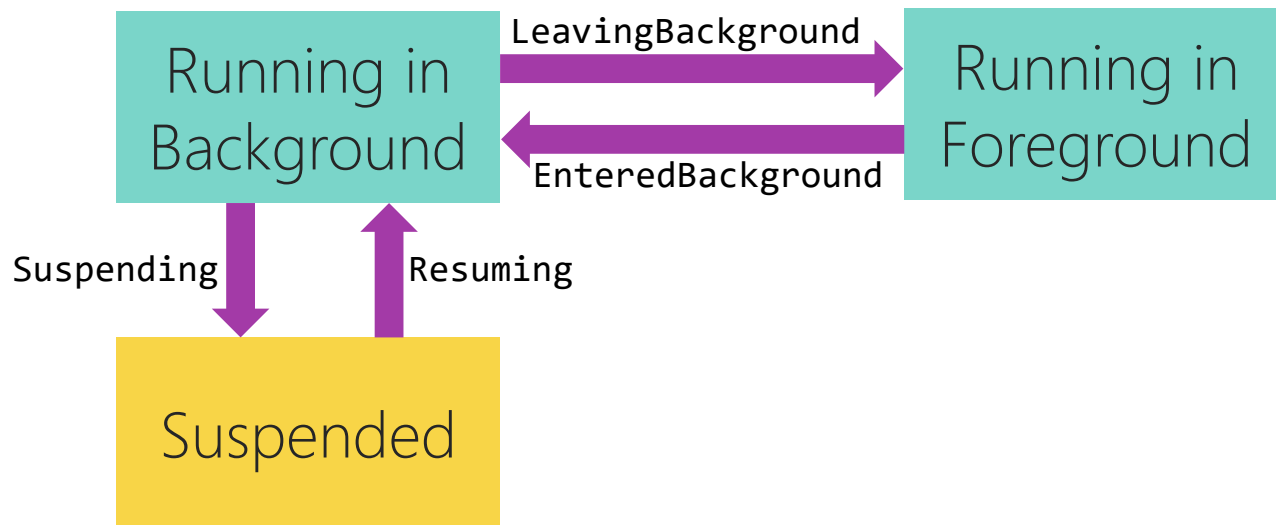 LeavingBackground
Running in
Background
Running in
Foreground
EnteredBackground
Suspending
Resuming
Suspended